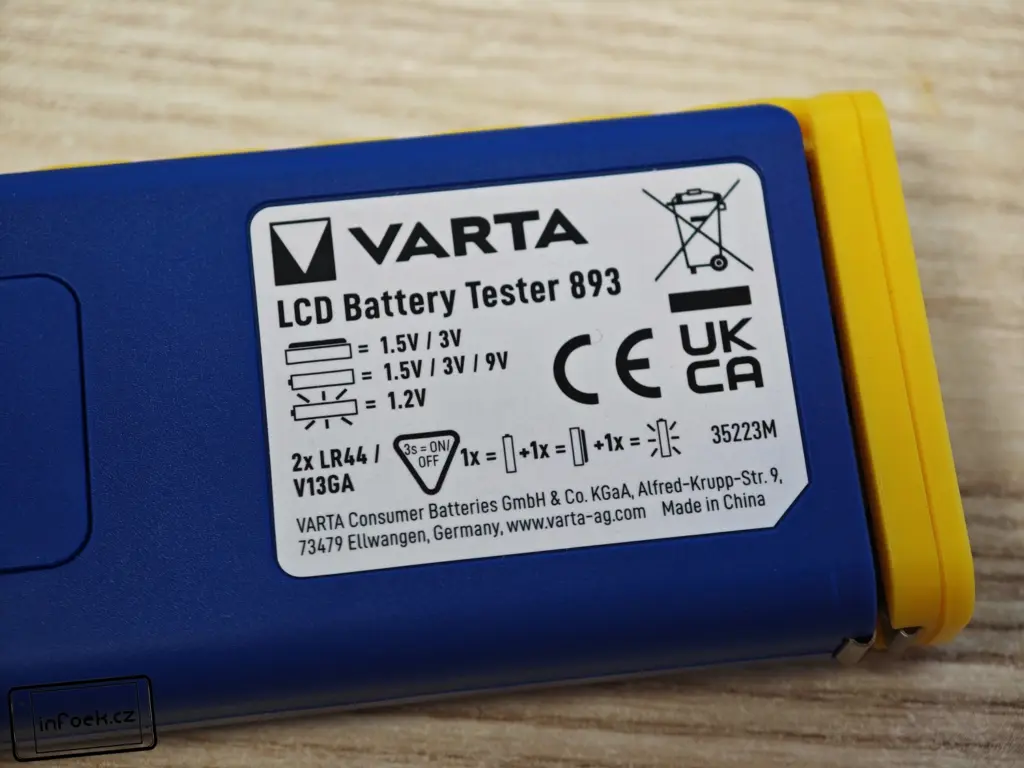 VARTA
LCD Battery Tester 893
= 1.5V / 3V
= 1.5V / 3V / 9V
= 1.2V
CE
UK
CA
2x LR44 /
V13GA
3s = ON/
OFF
1x = +1x = +1x =
35223M
VARTA Consumer Batteries GmbH & Co. KGaA, Alfred-Krupp-Str. 9,
73479 Ellwangen, Germany, www.varta-ag.com Made in China
infoek.cz